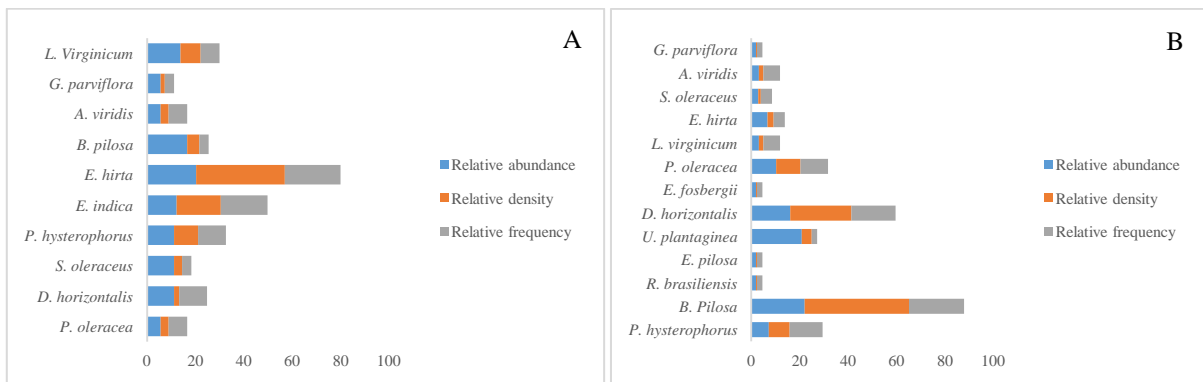 A
L. Virginicum
G. parviflora
A. viridis
B. pilosa
E. hirta
E. indica
P. hysterophorus
S. oleraceus
D. horizontalis
P. oleracea
0 20 40 60 80 100
Relative abundance
Relative density
Relative frequency
B
G. parviflora
A. viridis
S. oleraceus
E. hirta
L. virginicum
P. oleracea
E. fosbergii
D. horizontalis
U. plantaginea
E. pilosa
R. brasiliensis
B. Pilosa
P. hysterophorus
0 20 40 60 80 100
Relative abundance
Relative density
Relative frequency